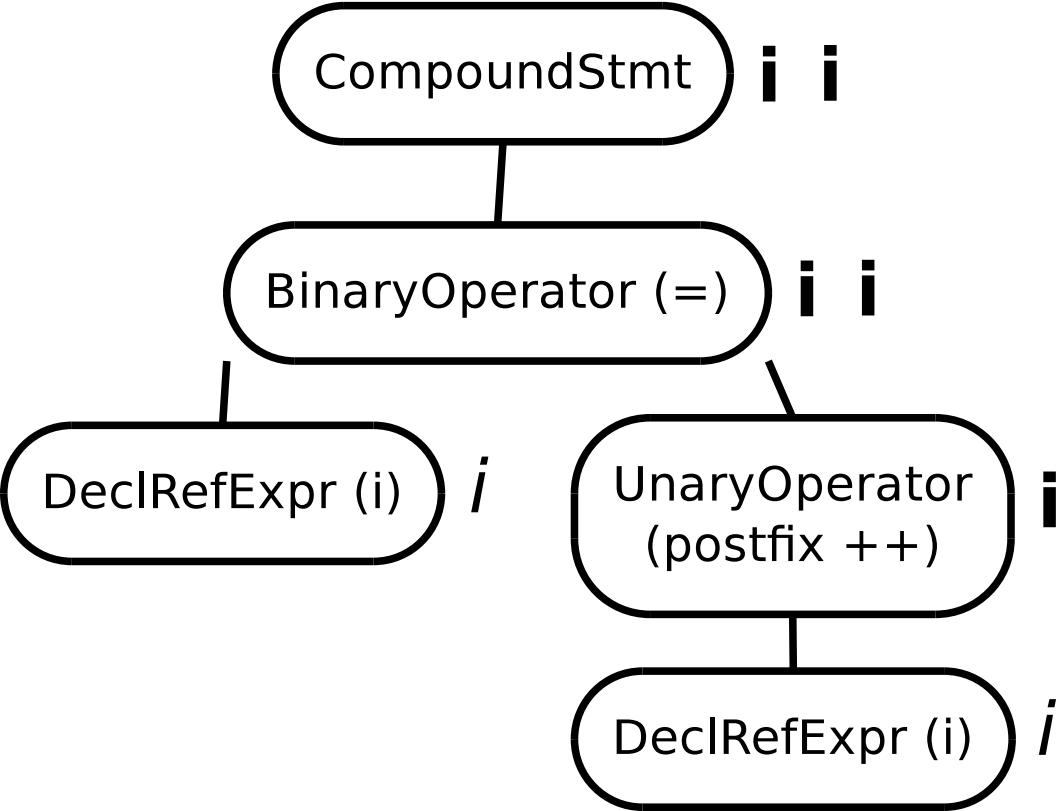 CompoundStmt i i
BinaryOperator (=) i i
DeclRefExpr (i) i
UnaryOperator
(postfix ++) i
DeclRefExpr (i) i